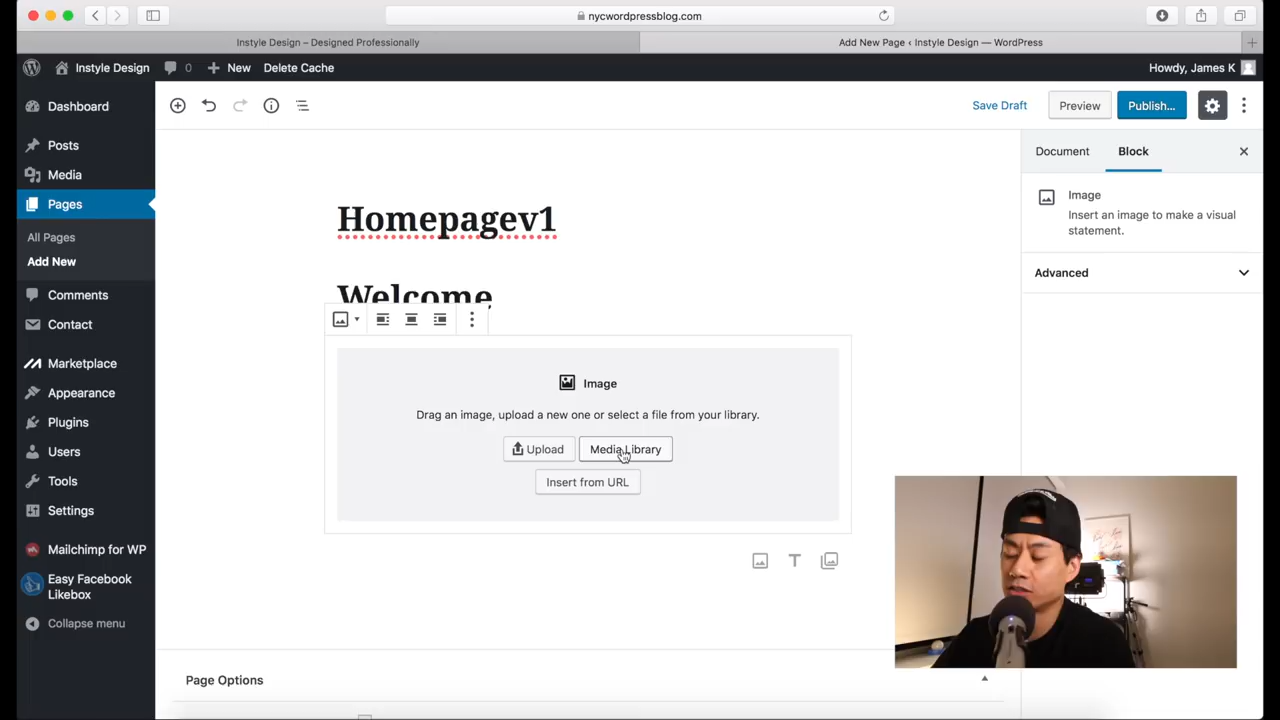 nycwordpressblog.com
Instyle Design – Designed Professionally
Add New Page ‹ Instyle Design — WordPress
Instyle Design
0
New
Delete Cache
Howdy, James K
Dashboard
Posts
Media
Pages
All Pages
Add New
Comments
Contact
Marketplace
Appearance
Plugins
Users
Tools
Settings
Mailchimp for WP
Easy Facebook
Likebox
Collapse menu
Save Draft
Preview
Publish...
Homepagev1
Welcome
Image
Drag an image, upload a new one or select a file from your library.
Upload
Media Library
Insert from URL
Page Options
Document
Block
Image
Insert an image to make a visual
statement.
Advanced